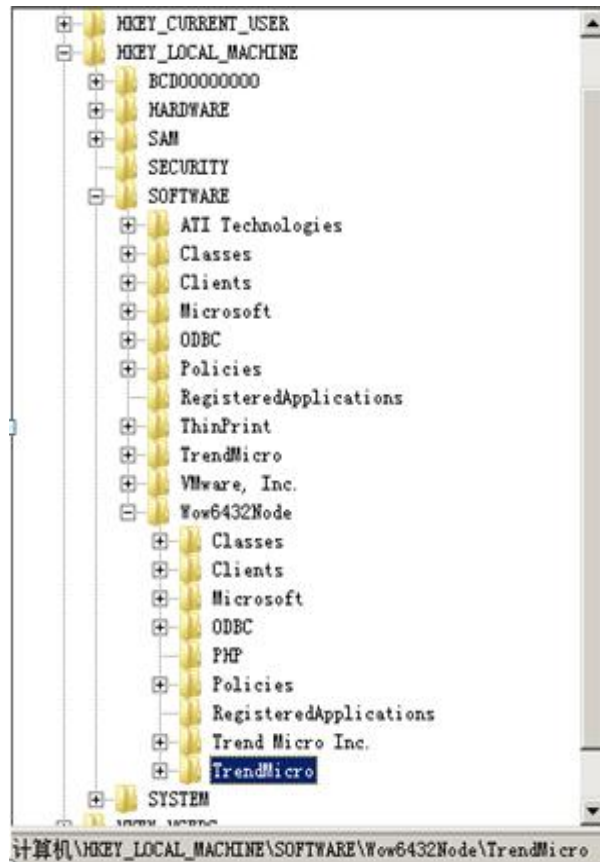 HKEY_CURRENT_USER
HKEY_LOCAL_MACHINE
BCD00000000
HARDWARE
SAM
SECURITY
SOFTWARE
ATI Technologies
Classes
Clients
Microsoft
ODBC
Policies
RegisteredApplications
ThinPrint
TrendMicro
VMware, Inc.
Wow6432Node
Classes
Clients
Microsoft
ODBC
PHP
Policies
RegisteredApplications
Trend Micro Inc.
TrendMicro
SYSTEM
HKEY_USERS
计算机\HKEY_LOCAL_MACHINE\SOFTWARE\Wow6432Node\TrendMicro